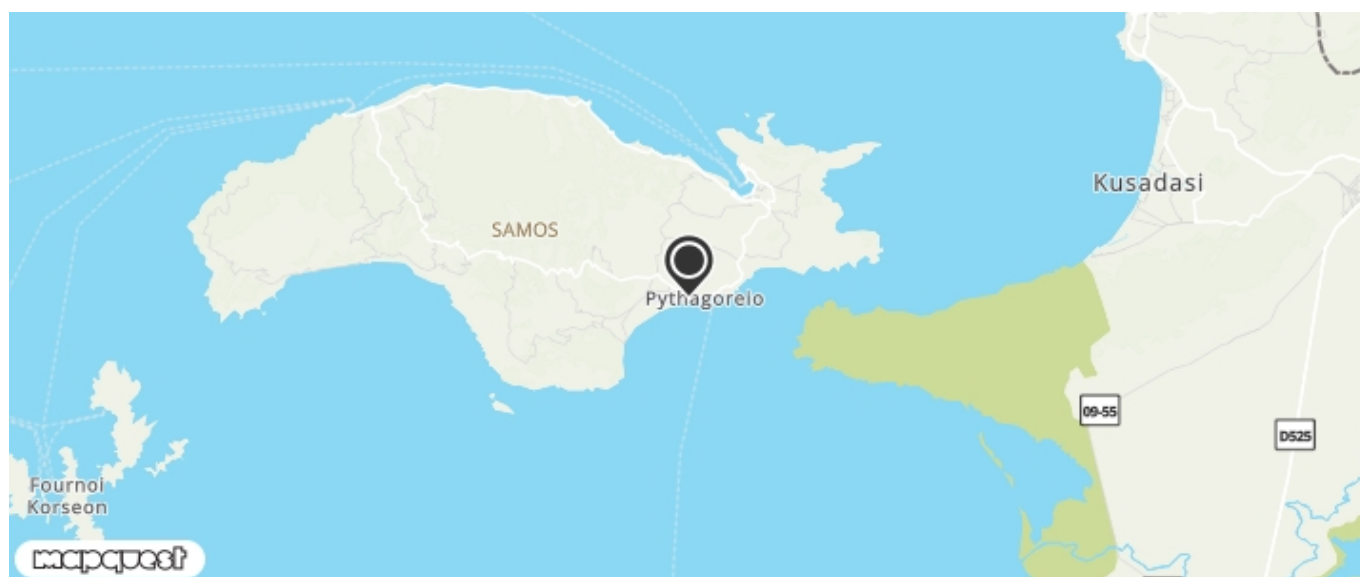 Kusadasi
SAMOS
Pythagoreio
09-55
D525
Fournoi
Korseon
mapquest